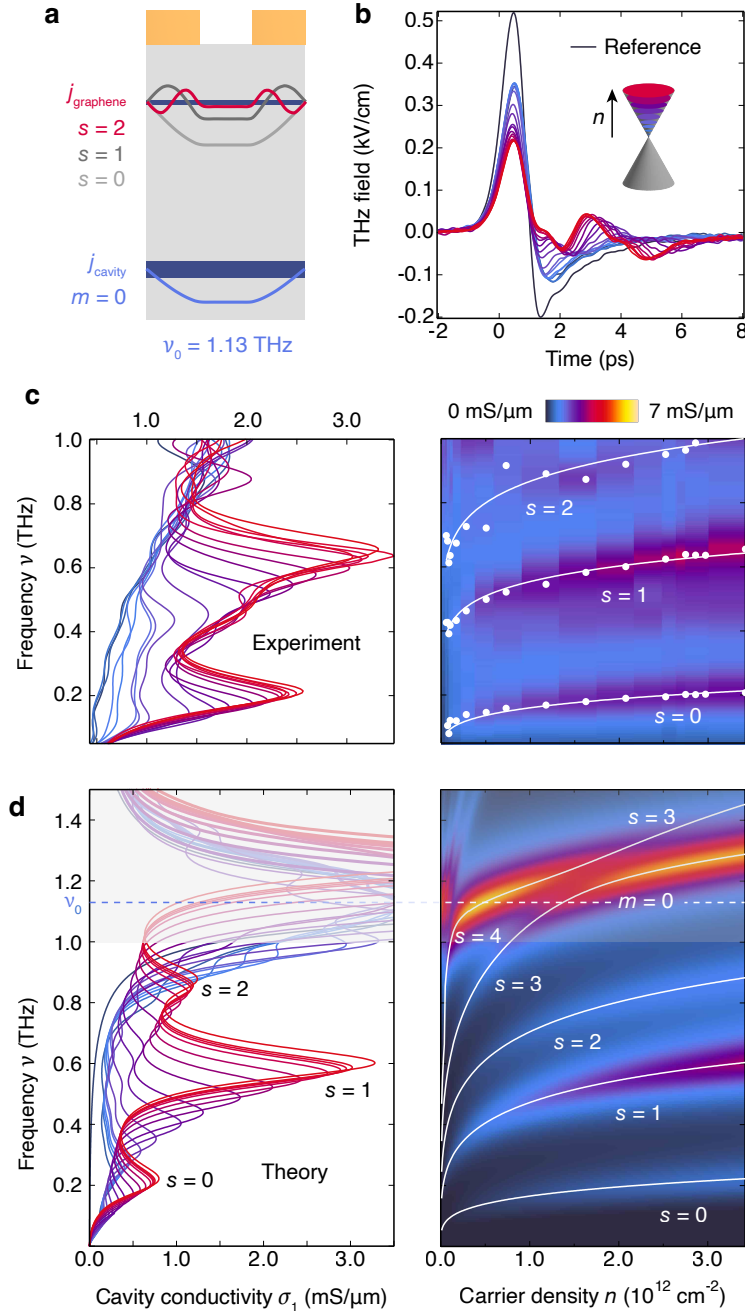 a
j_graphene
s = 2
s = 1
s = 0
j_cavity
m = 0
ν₀ = 1.13 THz
b
Reference
n
THz field (kV/cm)
0.5
0.4
0.3
0.2
0.1
0.0
-0.1
-0.2
-2 0 2 4 6 8
Time (ps)
c
1.0 2.0 3.0
Frequency ν (THz)
1.0
0.8
0.6
0.4
0.2
Experiment
0 mS/µm 7 mS/µm
s = 2
s = 1
s = 0
d
Frequency ν (THz)
1.4
1.2
ν₀
1.0
0.8
0.6
0.4
0.2
s = 2
s = 1
s = 0
Theory
0.0 1.0 2.0 3.0
Cavity conductivity σ₁ (mS/µm)
s = 3
m = 0
s = 4
s = 3
s = 2
s = 1
s = 0
0 1 2 3
Carrier density n (10¹² cm⁻²)